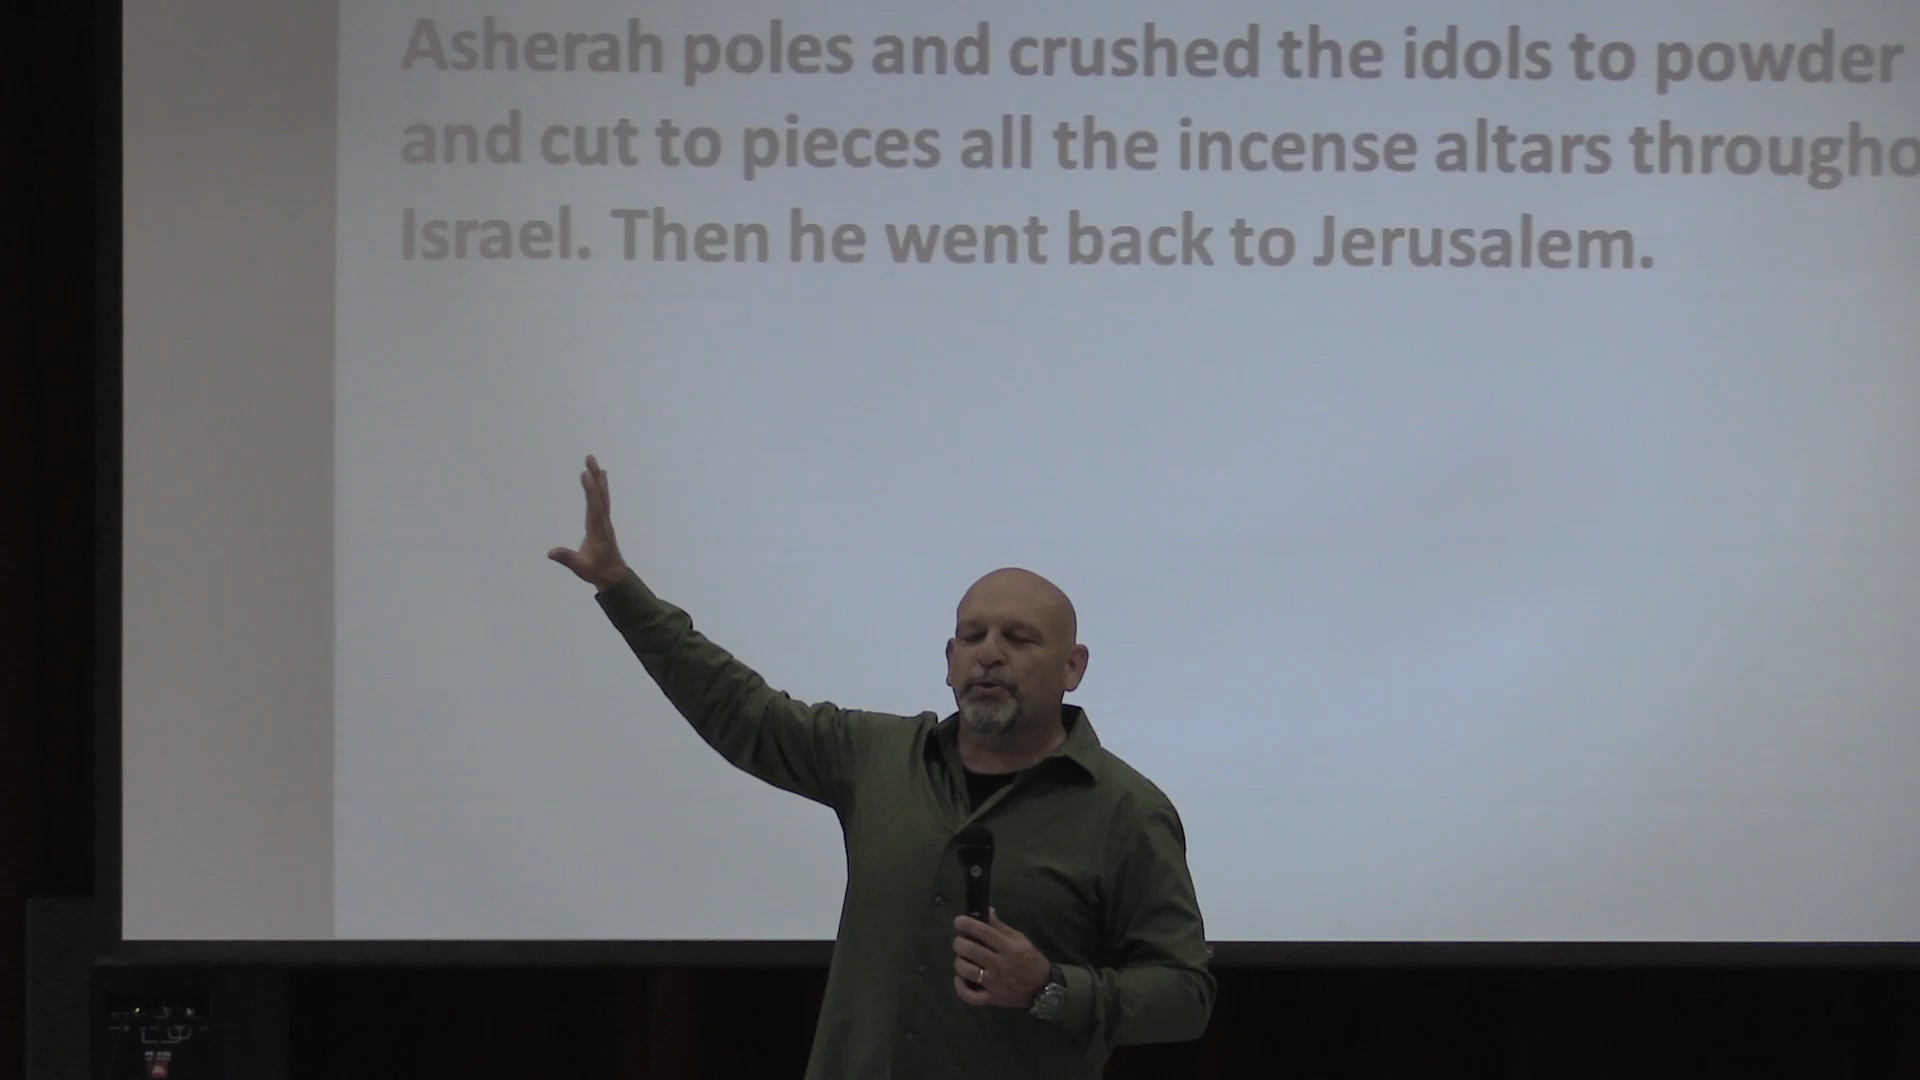 Asherah poles and crushed the idols to powder
and cut to pieces all the incense altars througho
Israel. Then he went back to Jerusalem.